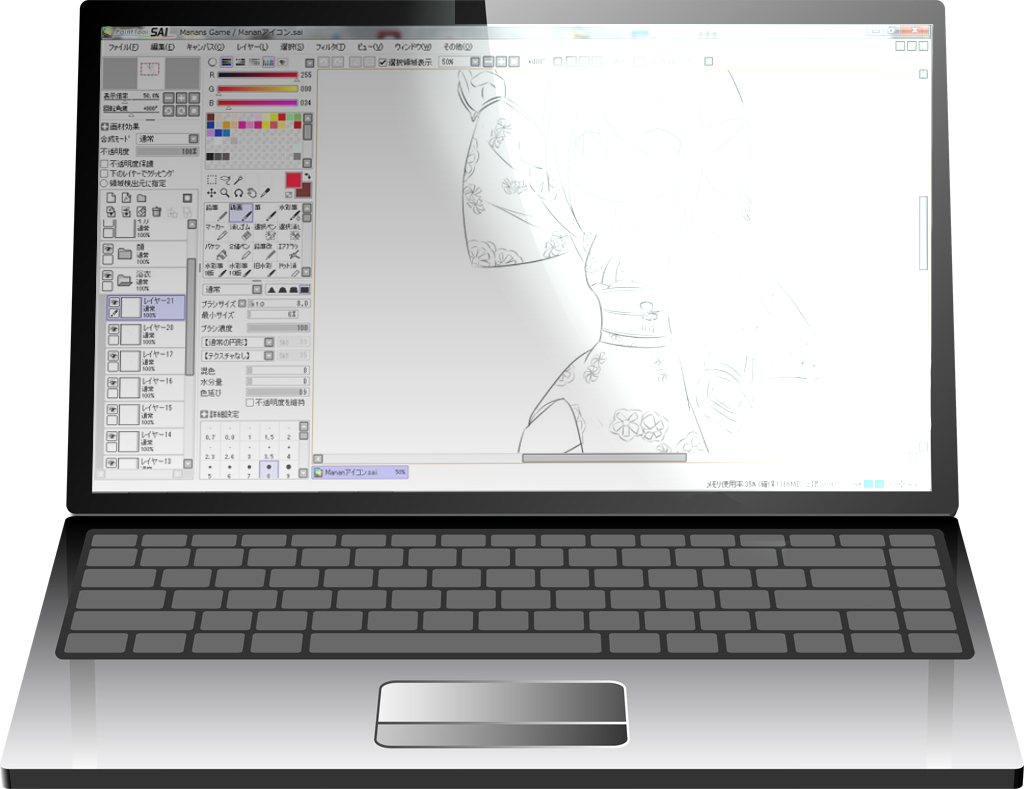 PaintTool SAI Manans Game / Mananアイコン.sai
ファイル(F) 編集(E) キャンバス(C) レイヤー(L) 選択(S) フィルタ(T) ビュー(V) ウィンドウ(W) その他(O)
選択領域表示 50% +000°
R 255
G 000
B 034
表示倍率 50.0%
回転角度 +000°
画材効果
合成モード 通常
不透明度 100%
不透明度保護
下のレイヤーでクリッピング
領域検出元に指定
通常
100%
顔
通常
100%
浴衣
通常
100%
レイヤー21
通常
100%
レイヤー20
通常
100%
レイヤー17
通常
100%
レイヤー16
通常
100%
レイヤー15
通常
100%
レイヤー14
通常
100%
レイヤー13
鉛筆 筆 水彩筆
マーカー 消しゴム 選択ペン 選択消し
バケツ 2値ペン 鉛筆改 エアブラシ
水彩筆 水彩筆 旧水彩
通常
ブラシサイズ 8.0
最小サイズ 6%
ブラシ濃度 100
【通常の円形】
【テクスチャなし】
混色 0
水分量 0
色延び
不透明度を維持
詳細設定
0.7 0.8 1 1.5 2
2.3 2.6 3 3.5 4
5 6 7 8 9
Mananアイコン.sai 50%
メモリ使用率